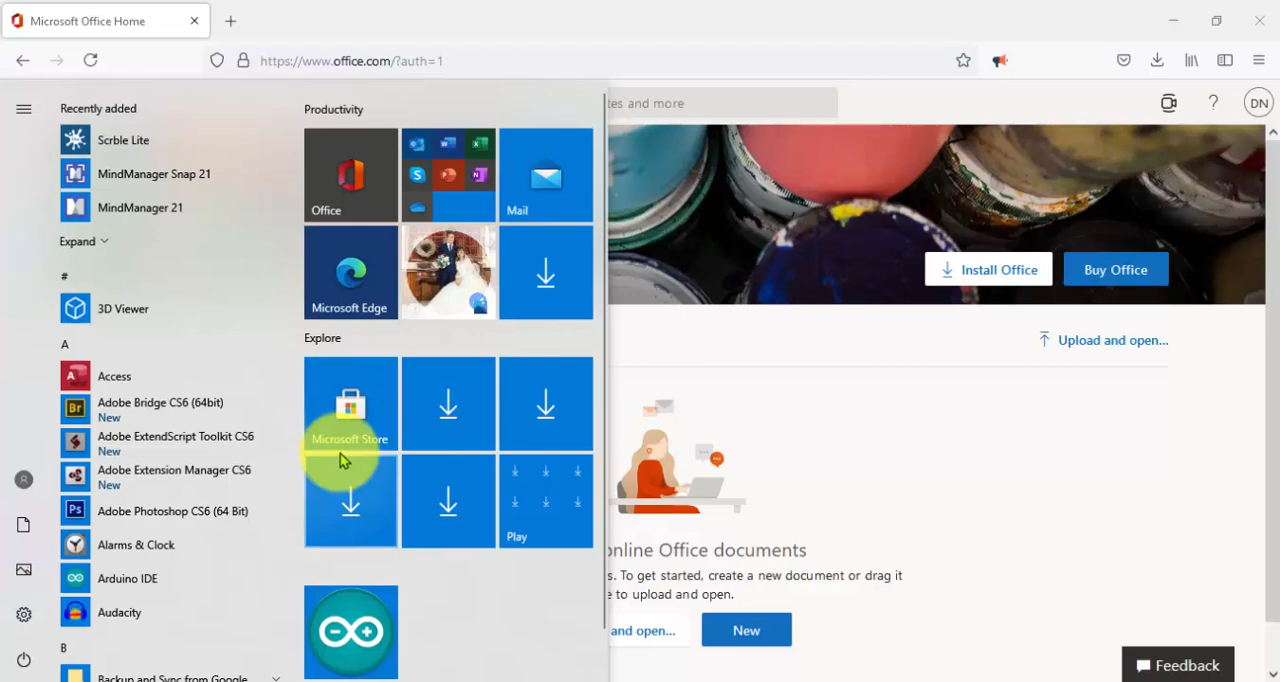 Microsoft Office Home
https://www.office.com/?auth=1
Recently added
Scrble Lite
MindManager Snap 21
MindManager 21
Expand
#
3D Viewer
A
Access
Adobe Bridge CS6 (64bit)
New
Adobe ExtendScript Toolkit CS6
New
Adobe Extension Manager CS6
New
Adobe Photoshop CS6 (64 Bit)
Alarms & Clock
Arduino IDE
Audacity
B
Backup and Sync from Google
Productivity
Office
Mail
Microsoft Edge
Explore
Microsoft Store
Play
tes and more
?
DN
Install Office
Buy Office
Upload and open...
online Office documents
s. To get started, create a new document or drag it
e to upload and open.
and open...
New
Feedback